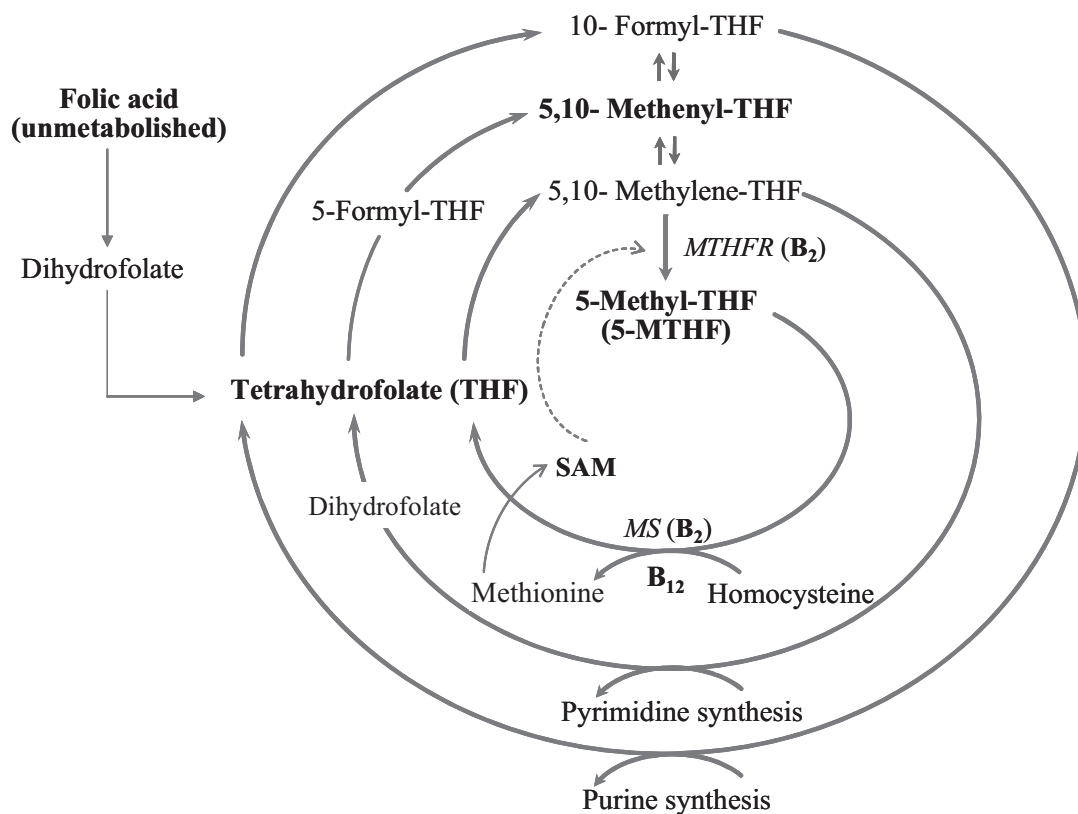 10- Formyl-THF
Folic acid
(unmetabolished)
5,10- Methenyl-THF
5,10- Methylene-THF
5-Formyl-THF
MTHFR (B2)
Dihydrofolate
5-Methyl-THF
(5-MTHF)
Tetrahydrofolate (THF)
SAM
Dihydrofolate
MS (B2)
B12
Methionine
Homocysteine
Pyrimidine synthesis
Purine synthesis